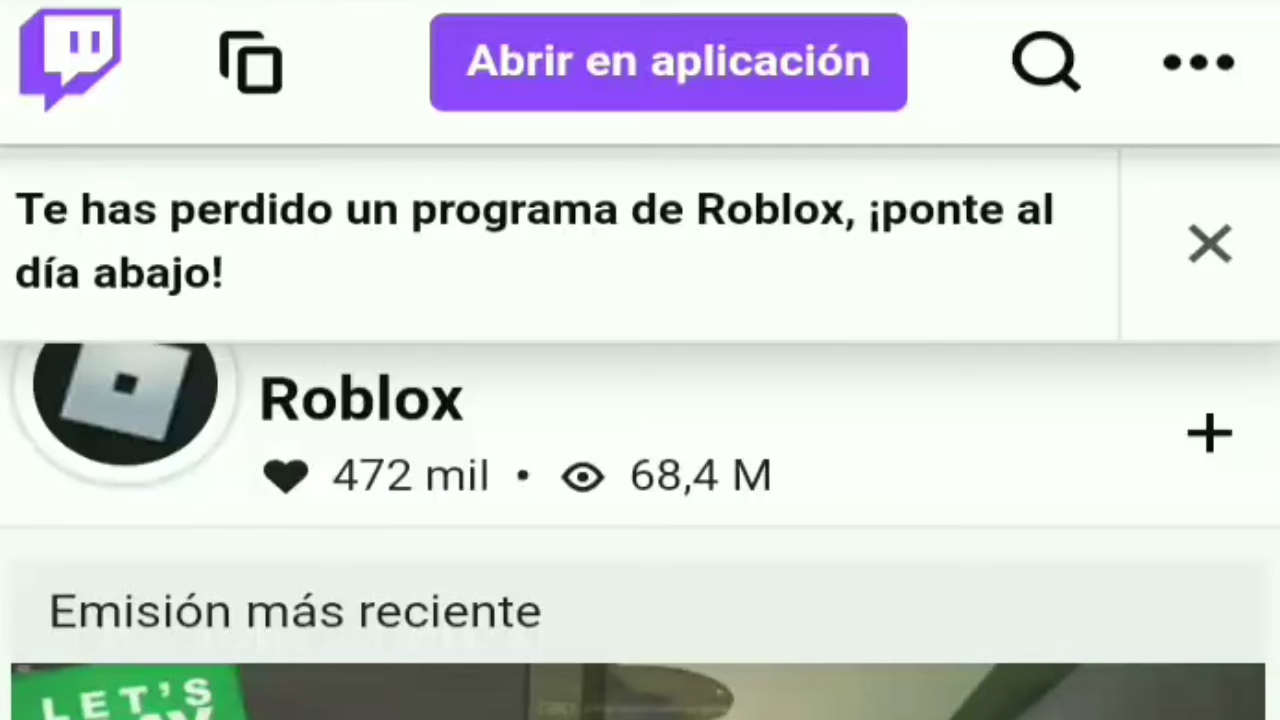 Abrir en aplicación
Te has perdido un programa de Roblox, ¡ponte al
día abajo!
Roblox
472 mil • 68,4 M
Emisión más reciente
LET'S